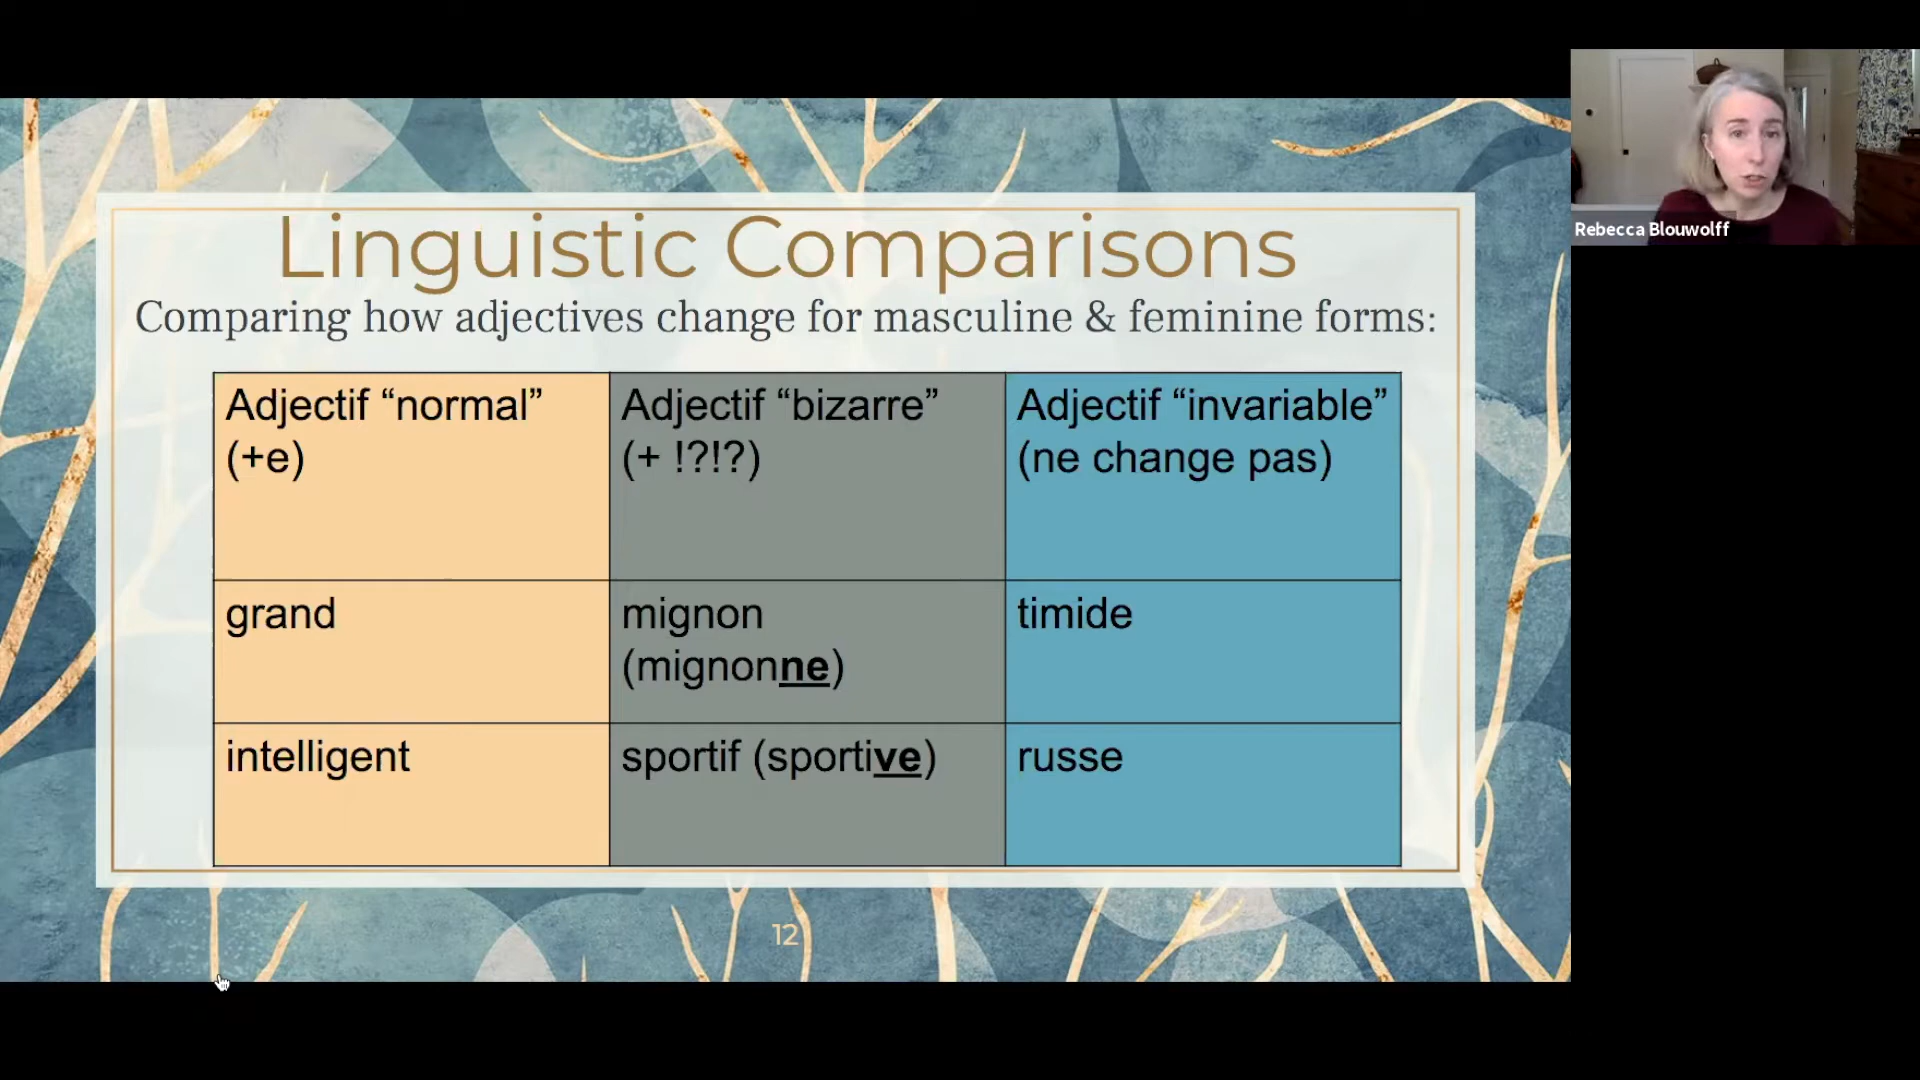 Linguistic Comparisons
Comparing how adjectives change for masculine & feminine forms:
Adjectif “normal”
(+e)
Adjectif “bizarre”
(+ !?!?)
Adjectif “invariable”
(ne change pas)
grand
mignon
(mignonne)
timide
intelligent
sportif (sportive)
russe
12
Rebecca Blouwolff